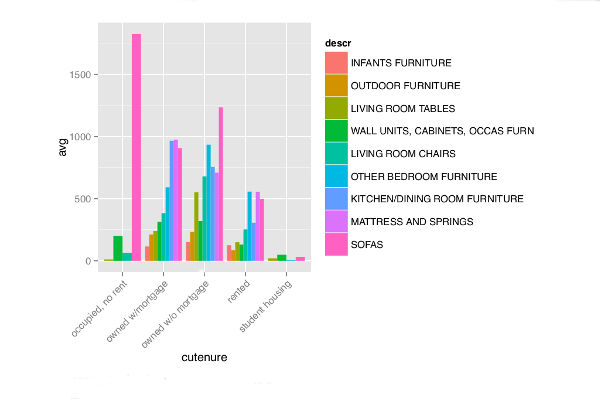 descr
INFANTS FURNITURE
OUTDOOR FURNITURE
LIVING ROOM TABLES
WALL UNITS, CABINETS, OCCAS FURN
LIVING ROOM CHAIRS
OTHER BEDROOM FURNITURE
KITCHEN/DINING ROOM FURNITURE
MATTRESS AND SPRINGS
SOFAS
avg
1500
1000
500
0
occupied, no rent
owned w/mortgage
owned w/o mortgage
rented
student housing
cutenure